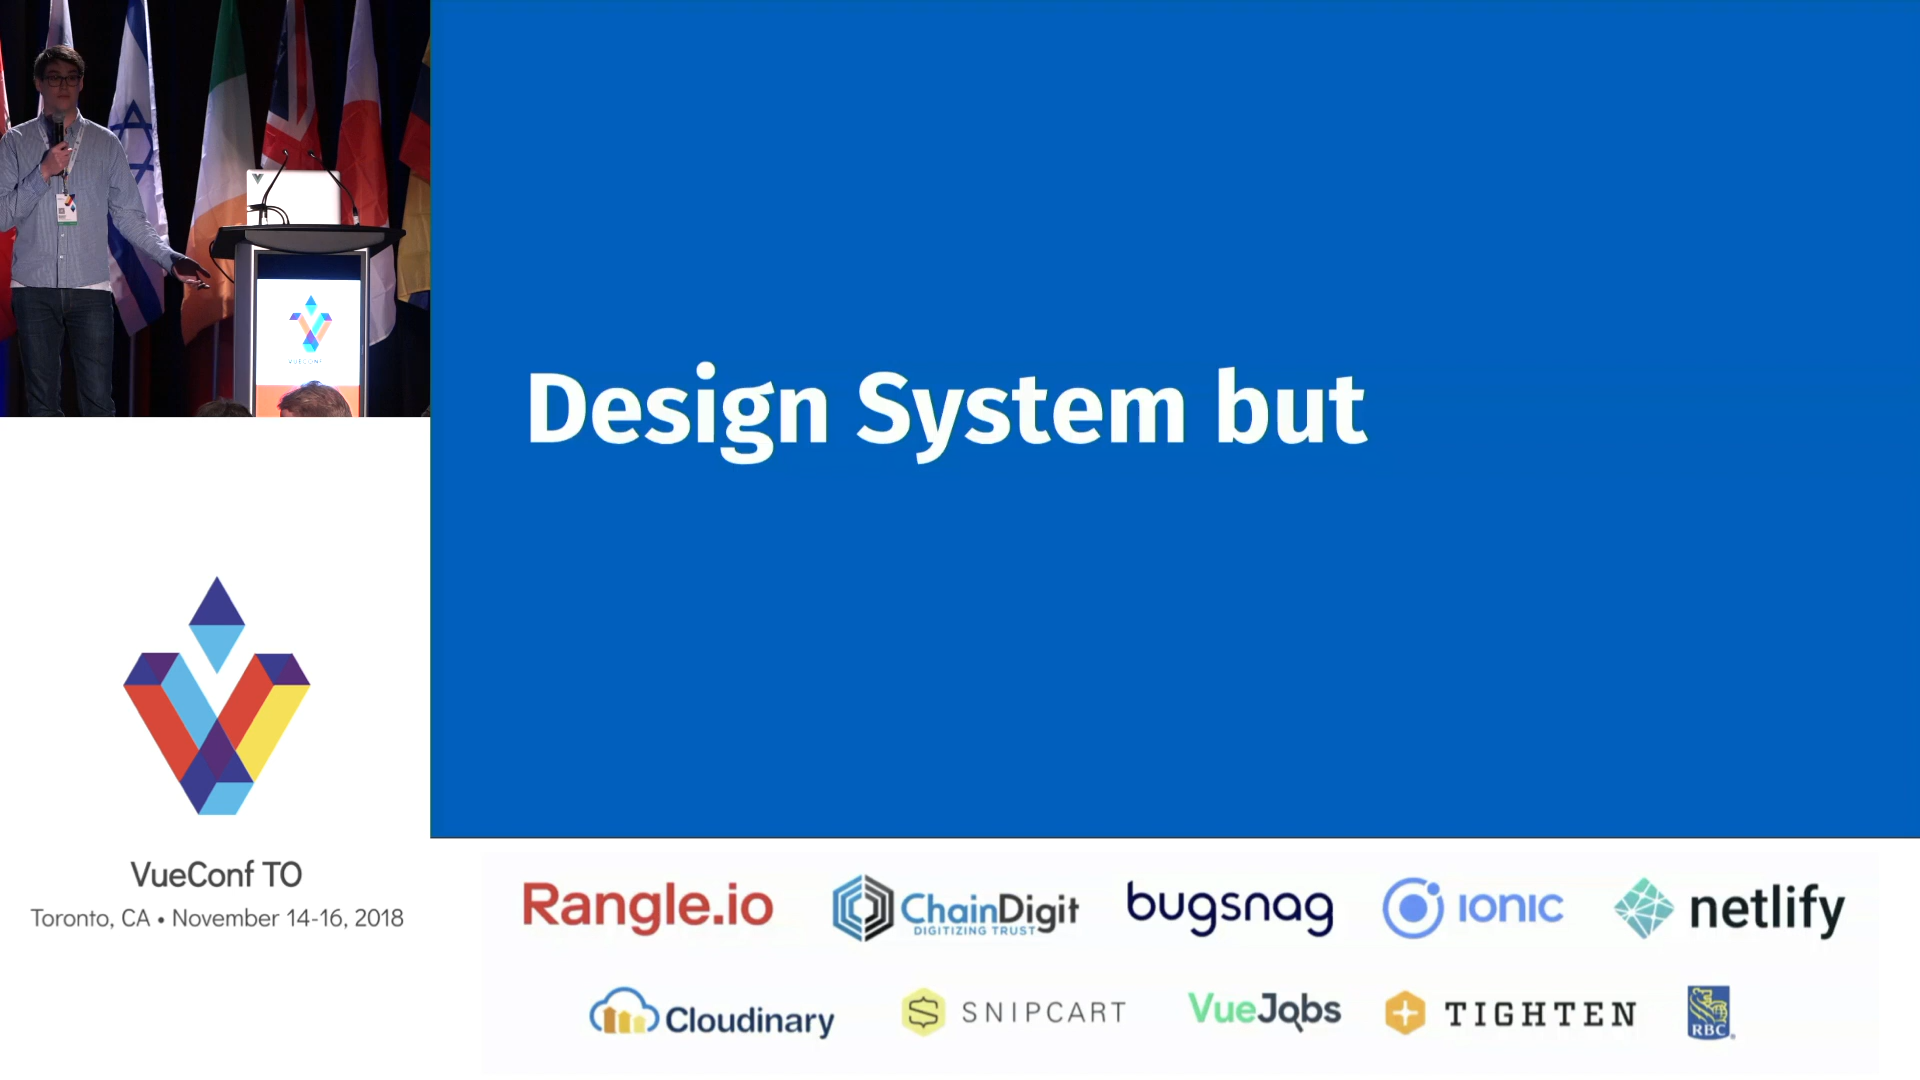 Design System but
VUECONF
VueConf TO
Toronto, CA • November 14-16, 2018
Rangle.io
ChainDigit
DIGITIZING TRUST
bugsnag
ionic
netlify
Cloudinary
SNIPCART
VueJobs
TIGHTEN
RBC